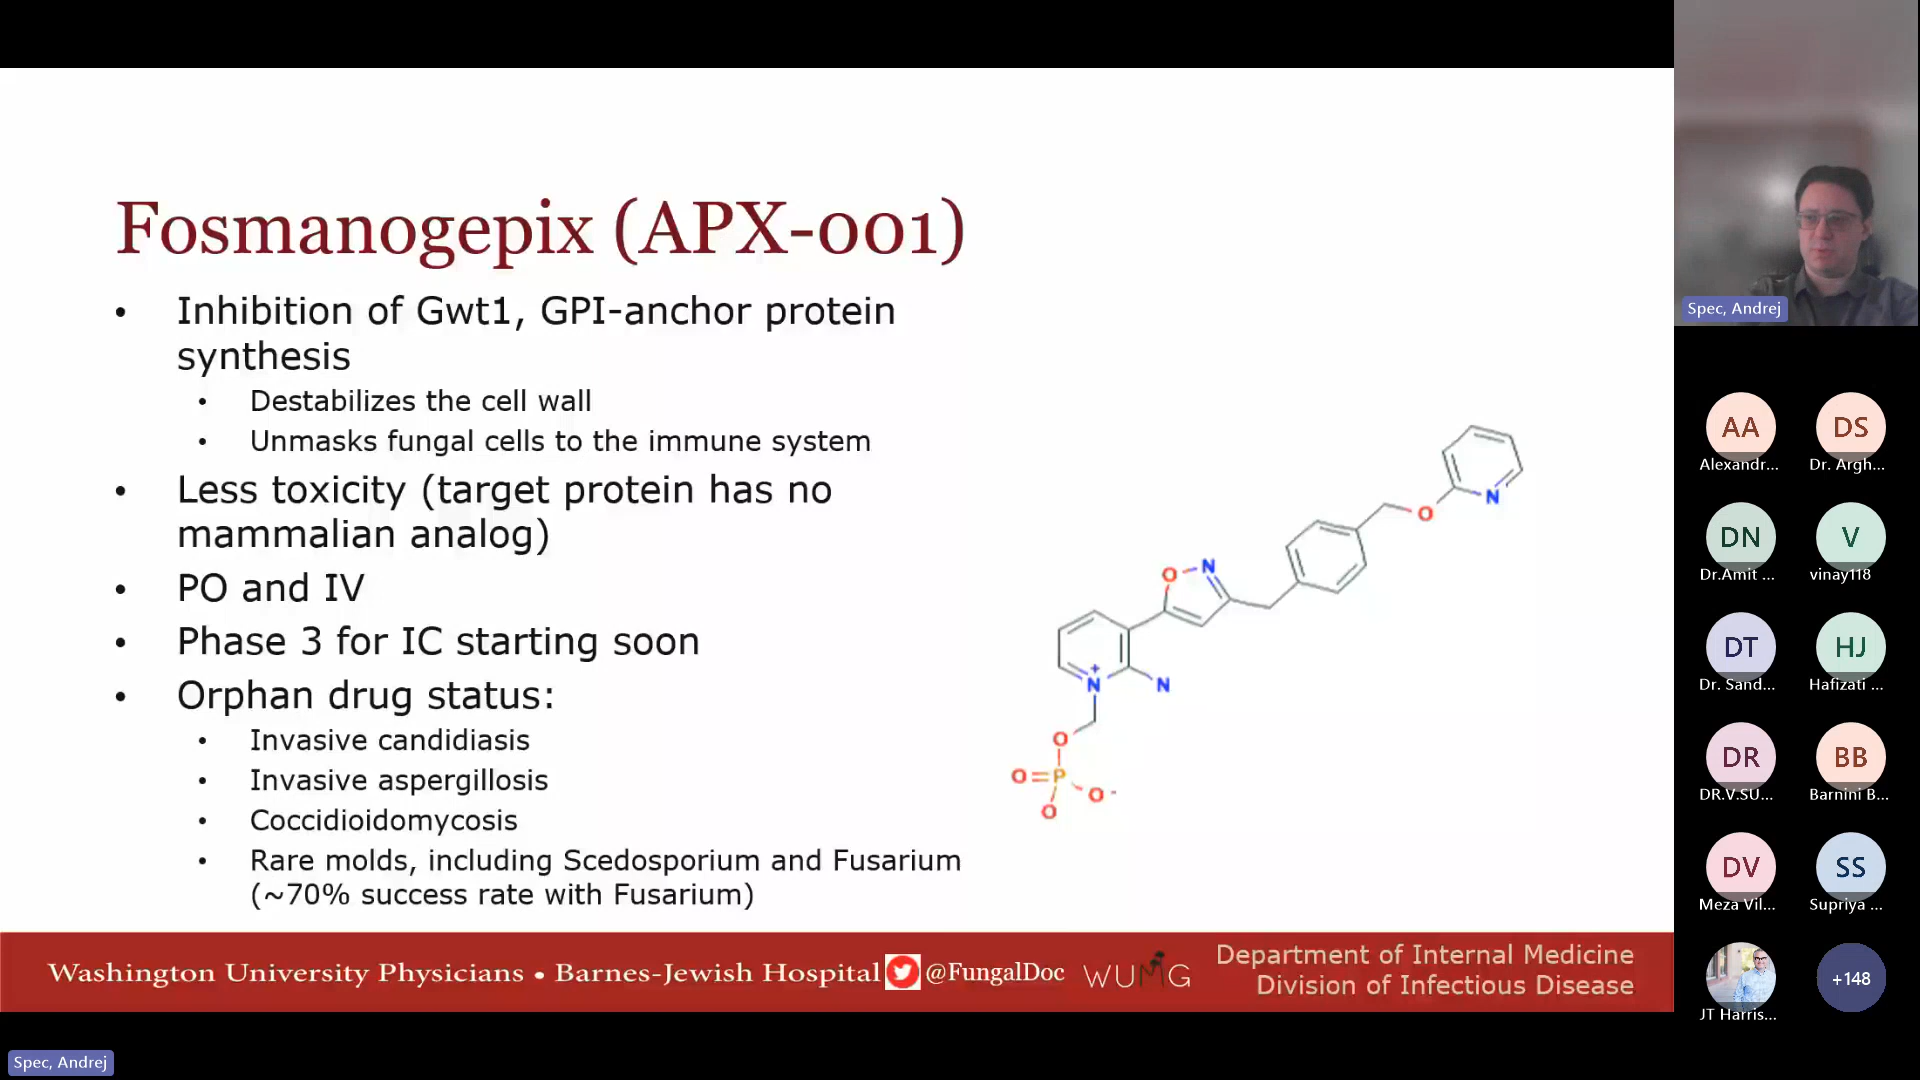 Fosmanogepix (APX-001)
• Inhibition of Gwt1, GPI-anchor protein
synthesis
• Destabilizes the cell wall
• Unmasks fungal cells to the immune system
• Less toxicity (target protein has no
mammalian analog)
• PO and IV
• Phase 3 for IC starting soon
• Orphan drug status:
• Invasive candidiasis
• Invasive aspergillosis
• Coccidioidomycosis
• Rare molds, including Scedosporium and Fusarium
(~70% success rate with Fusarium)
N
O
O N
N+
N
O
O=P
O-
O
Washington University Physicians • Barnes-Jewish Hospital @FungalDoc WUMG
Department of Internal Medicine
Division of Infectious Disease
Spec, Andrej
AA DS
Alexandr... Dr. Argh...
DN V
Dr.Amit ... vinay118
DT HJ
Dr. Sand... Hafizati ...
DR BB
DR.V.SU... Barnini B...
DV SS
Meza Vil... Supriya ...
+148
JT Harris...
Spec, Andrej